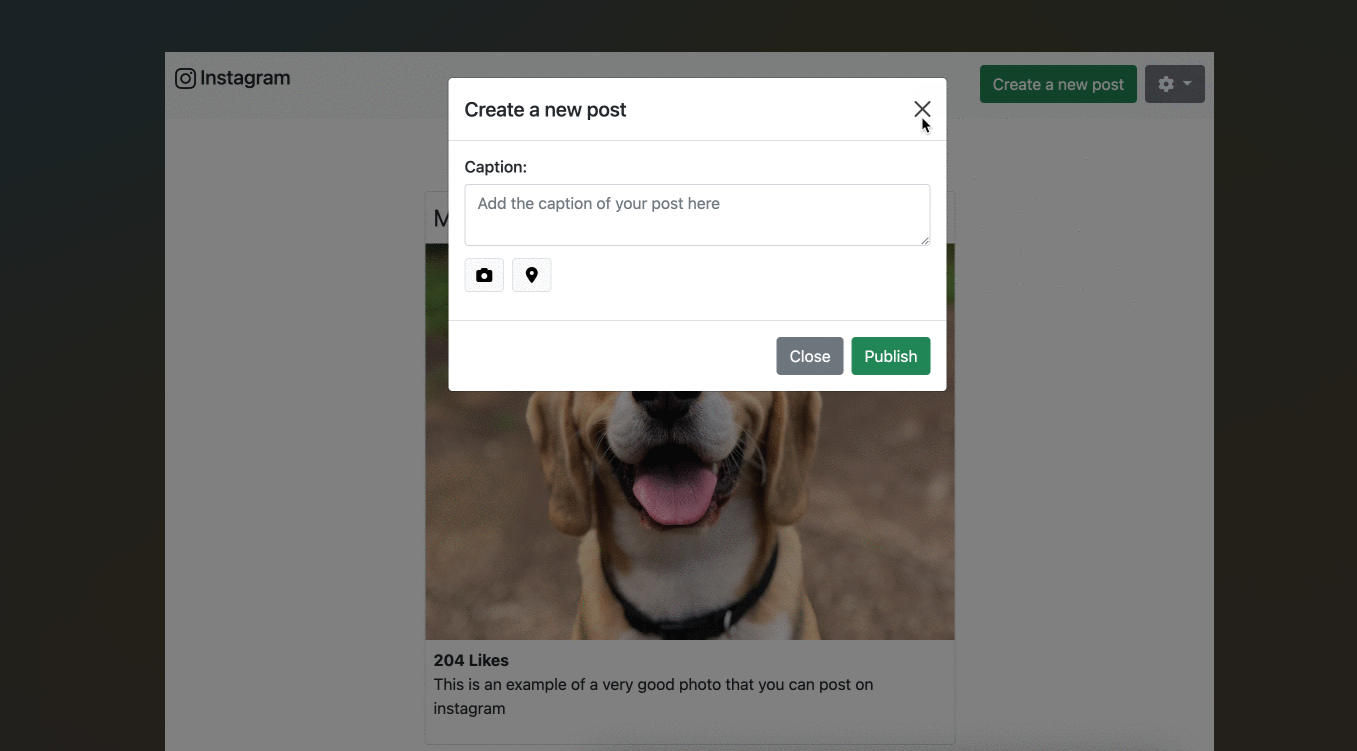 Instagram
Create a new post
Create a new post
Caption:
Add the caption of your post here
Close
Publish
204 Likes
This is an example of a very good photo that you can post on
instagram